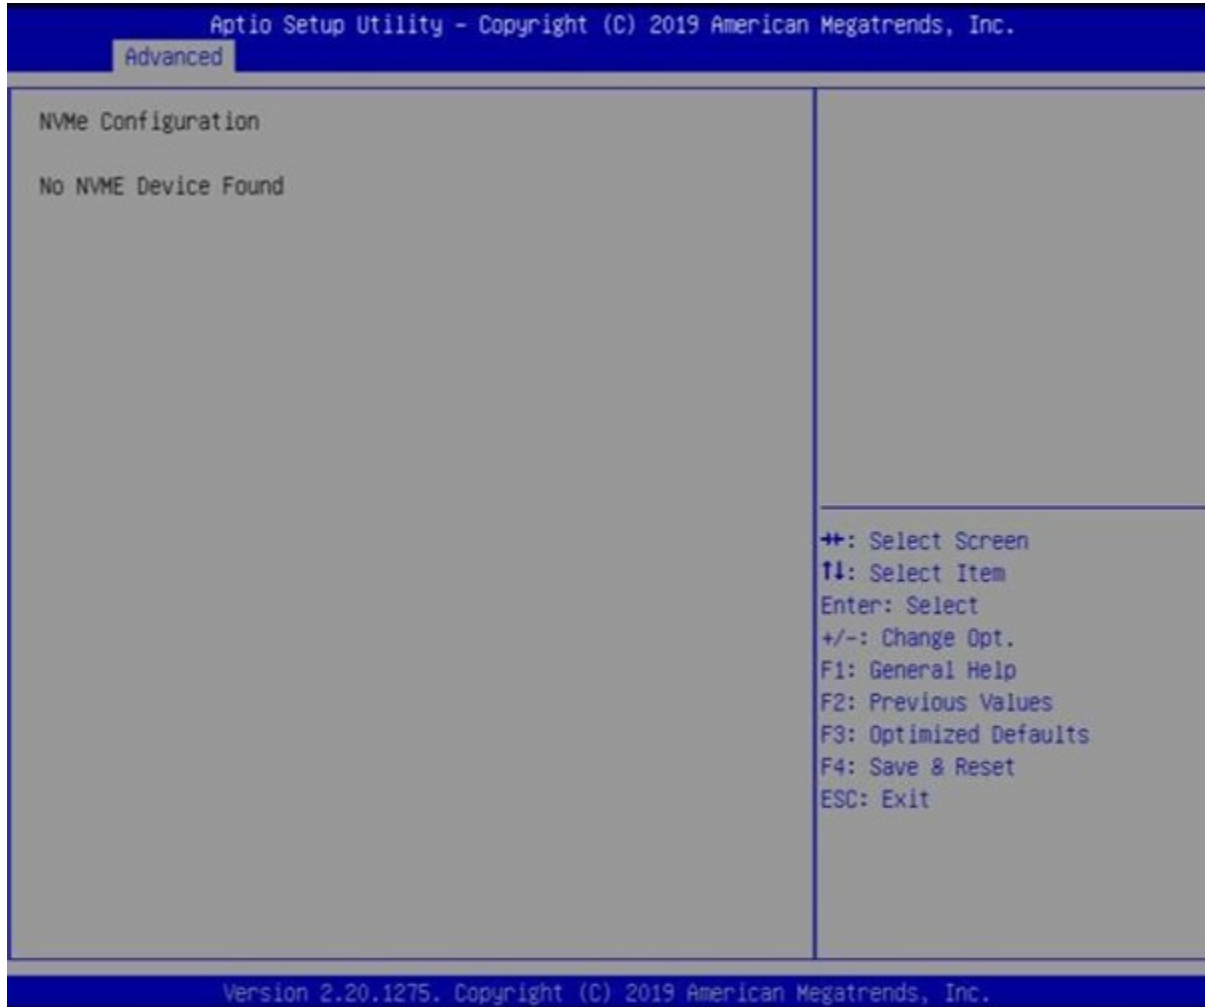 Aptio Setup Utility – Copyright (C) 2019 American Megatrends, Inc.
Advanced
NVMe Configuration
No NVME Device Found
→←: Select Screen
↑↓: Select Item
Enter: Select
+/-: Change Opt.
F1: General Help
F2: Previous Values
F3: Optimized Defaults
F4: Save & Reset
ESC: Exit
Version 2.20.1275. Copyright (C) 2019 American Megatrends, Inc.